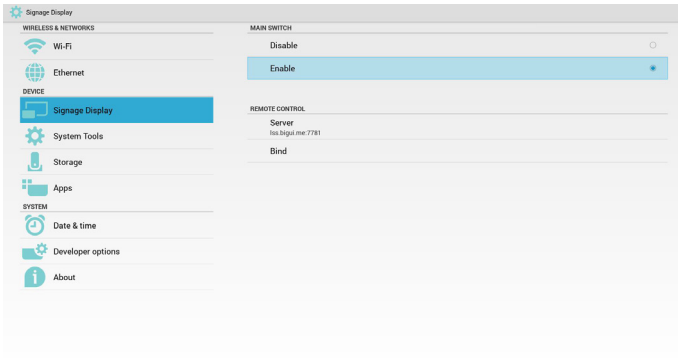 Signage Display
WIRELESS & NETWORKS
Wi-Fi
Ethernet
DEVICE
Signage Display
System Tools
Storage
Apps
SYSTEM
Date & time
Developer options
About
MAIN SWITCH
Disable
Enable
REMOTE CONTROL
Server
lss.bigui.me:7781
Bind